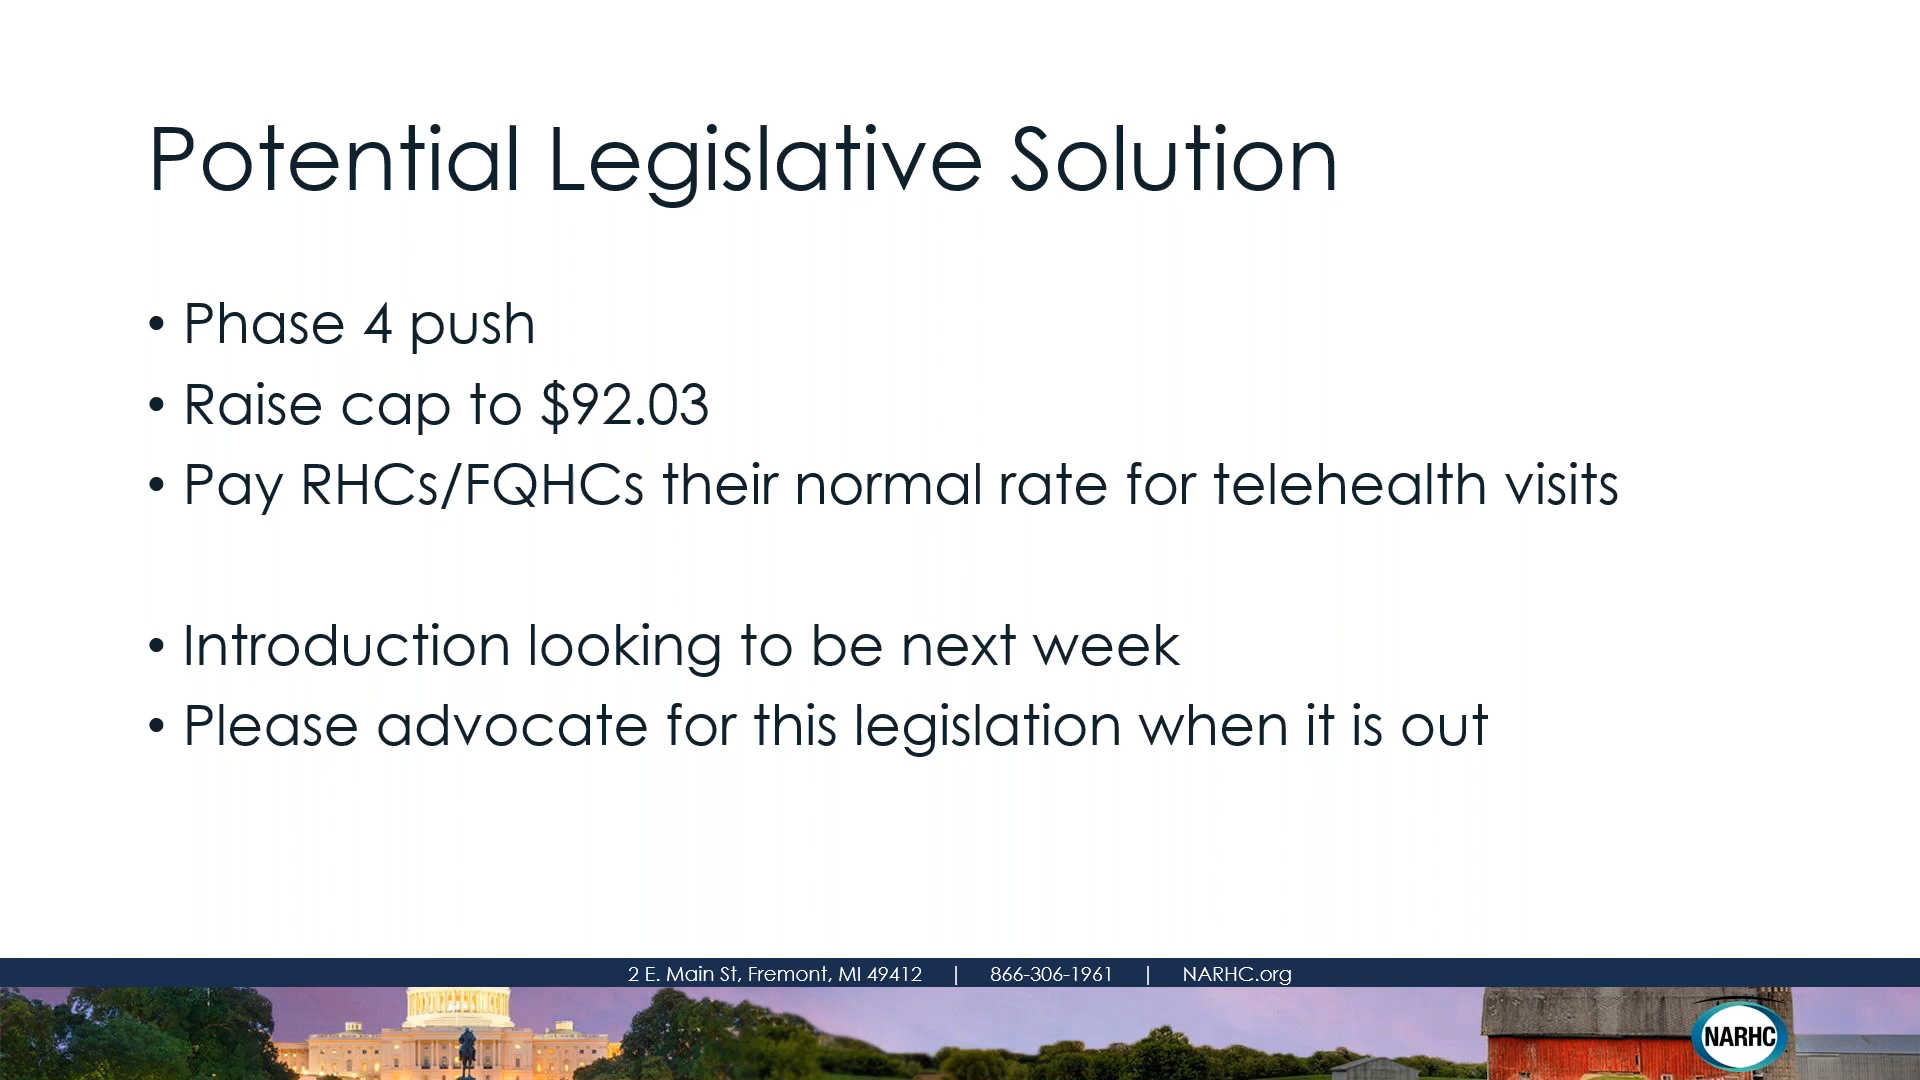 Potential Legislative Solution
• Phase 4 push
• Raise cap to $92.03
• Pay RHCs/FQHCs their normal rate for telehealth visits
• Introduction looking to be next week
• Please advocate for this legislation when it is out
2 E. Main St, Fremont, MI 49412 | 866-306-1961 | NARHC.org
NARHC